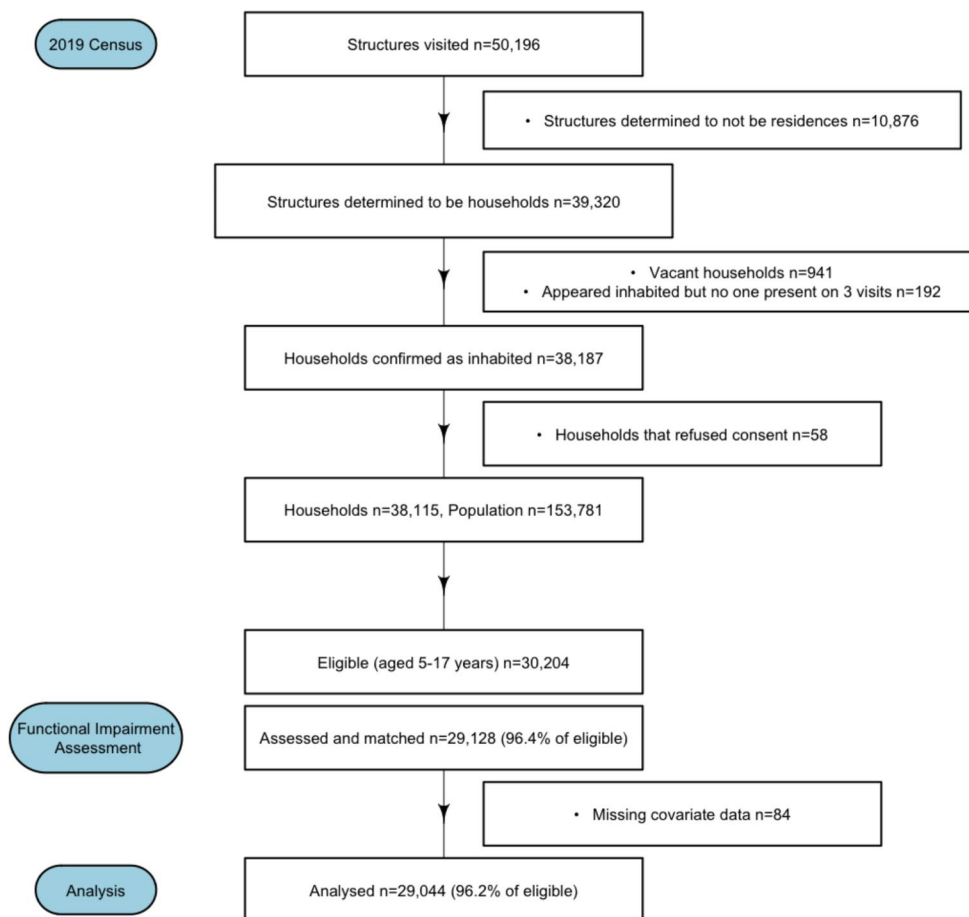 2019 Census
Structures visited n=50,196
• Structures determined to not be residences n=10,876
Structures determined to be households n=39,320
• Vacant households n=941
• Appeared inhabited but no one present on 3 visits n=192
Households confirmed as inhabited n=38,187
• Households that refused consent n=58
Households n=38,115, Population n=153,781
Eligible (aged 5-17 years) n=30,204
Functional Impairment
Assessment
Assessed and matched n=29,128 (96.4% of eligible)
• Missing covariate data n=84
Analysis
Analysed n=29,044 (96.2% of eligible)